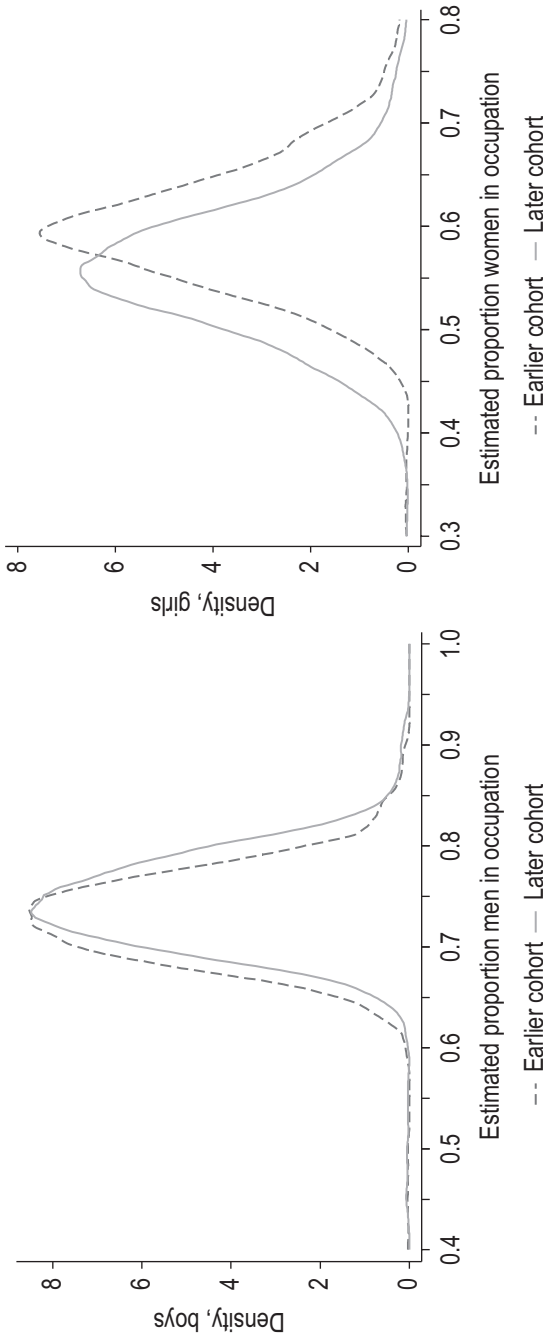 Density, boys
8
6
4
2
0
0.4 0.5 0.6 0.7 0.8 0.9 1.0
Estimated proportion men in occupation
Earlier cohort Later cohort
Density, girls
8
6
4
2
0
0.3 0.4 0.5 0.6 0.7 0.8
Estimated proportion women in occupation
Earlier cohort Later cohort